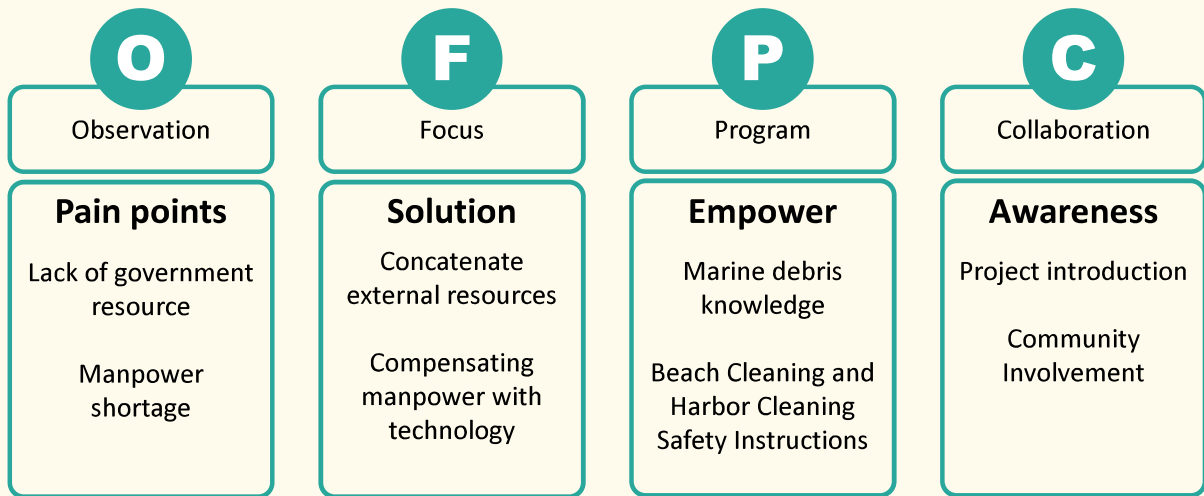 O
Observation
Pain points
Lack of government
resource
Manpower
shortage
F
Focus
Solution
Concatenate
external resources
Compensating
manpower with
technology
P
Program
Empower
Marine debris
knowledge
Beach Cleaning and
Harbor Cleaning
Safety Instructions
C
Collaboration
Awareness
Project introduction
Community
Involvement